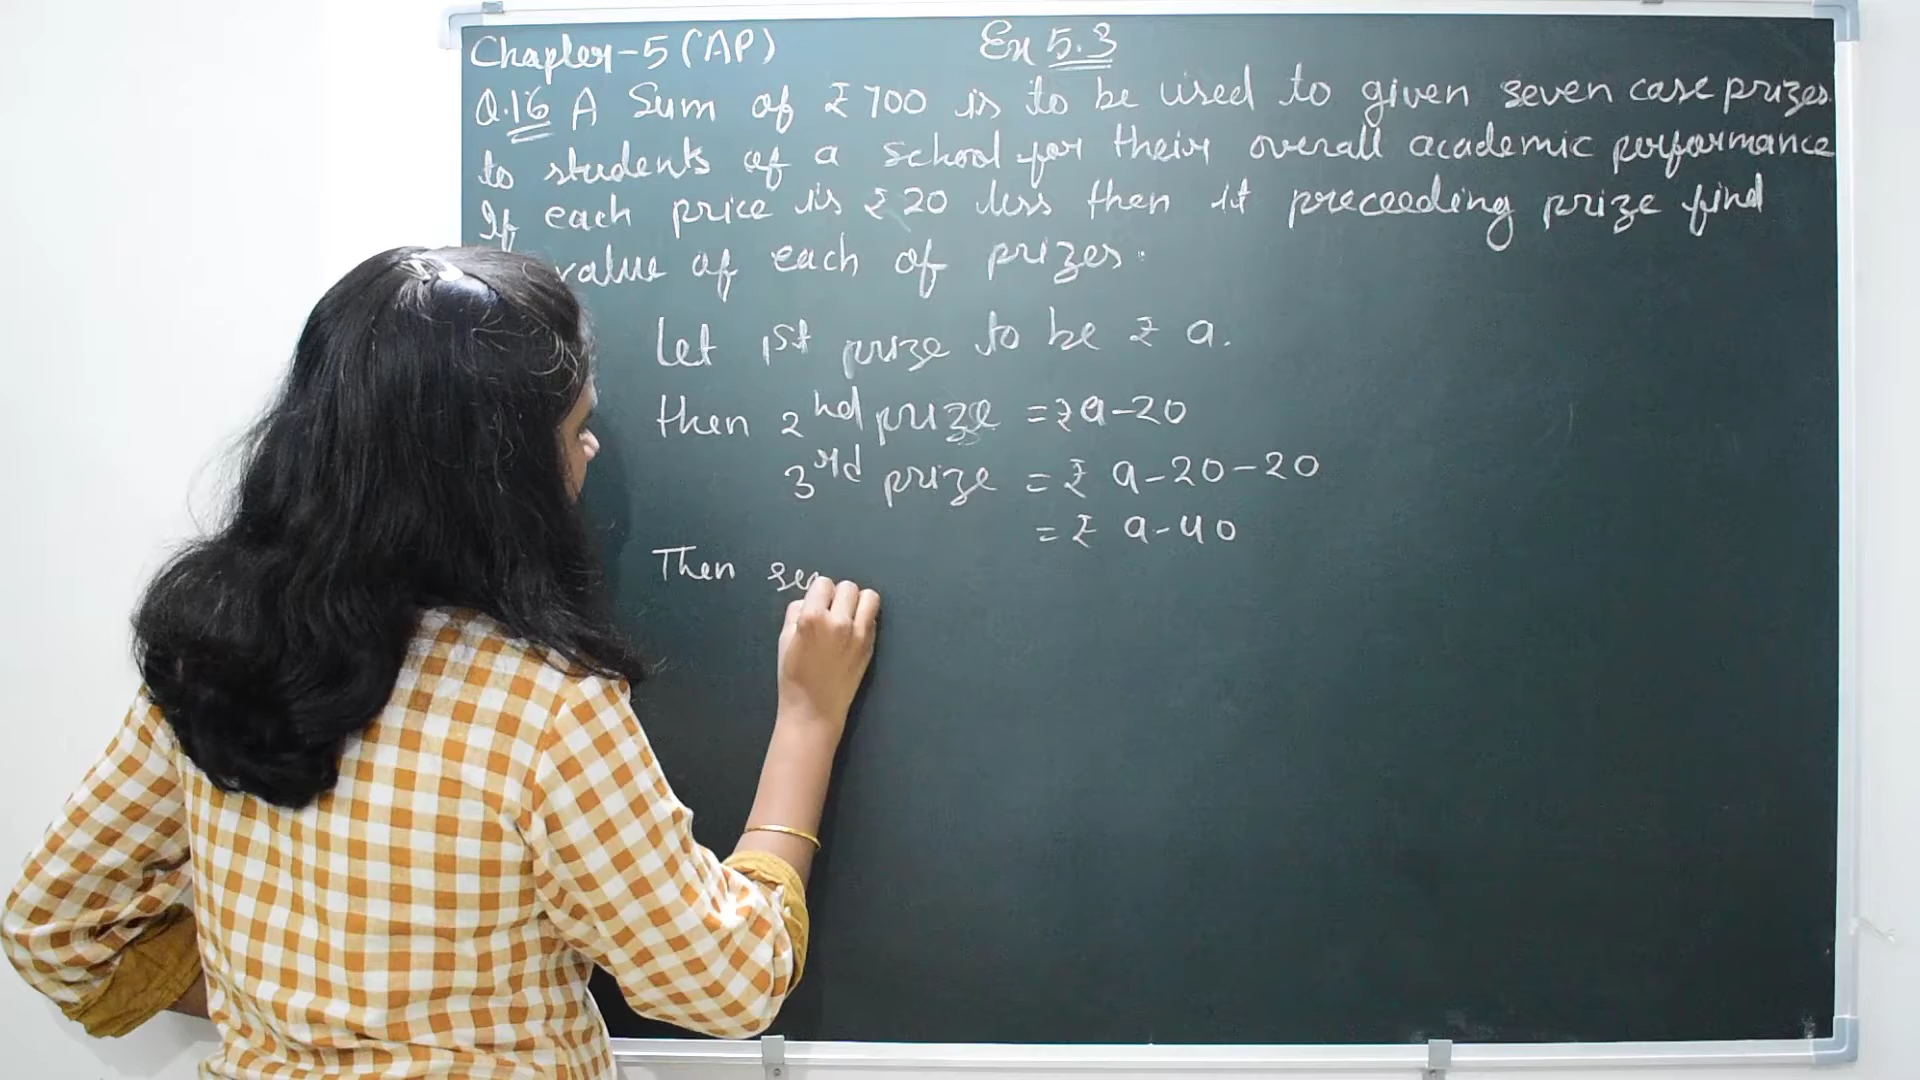 Chapter-5 (AP) Ex 5.3
Q.16 A Sum of ₹700 is to be used to given seven case prizes
to students of a school for their overall academic performance
If each price is ₹20 less then it preceeding prize find
value of each of prizes.
Let 1st prize to be ₹ a.
then 2nd prize = ₹a-20
3rd prize = ₹ a-20-20
= ₹ a-40
Then